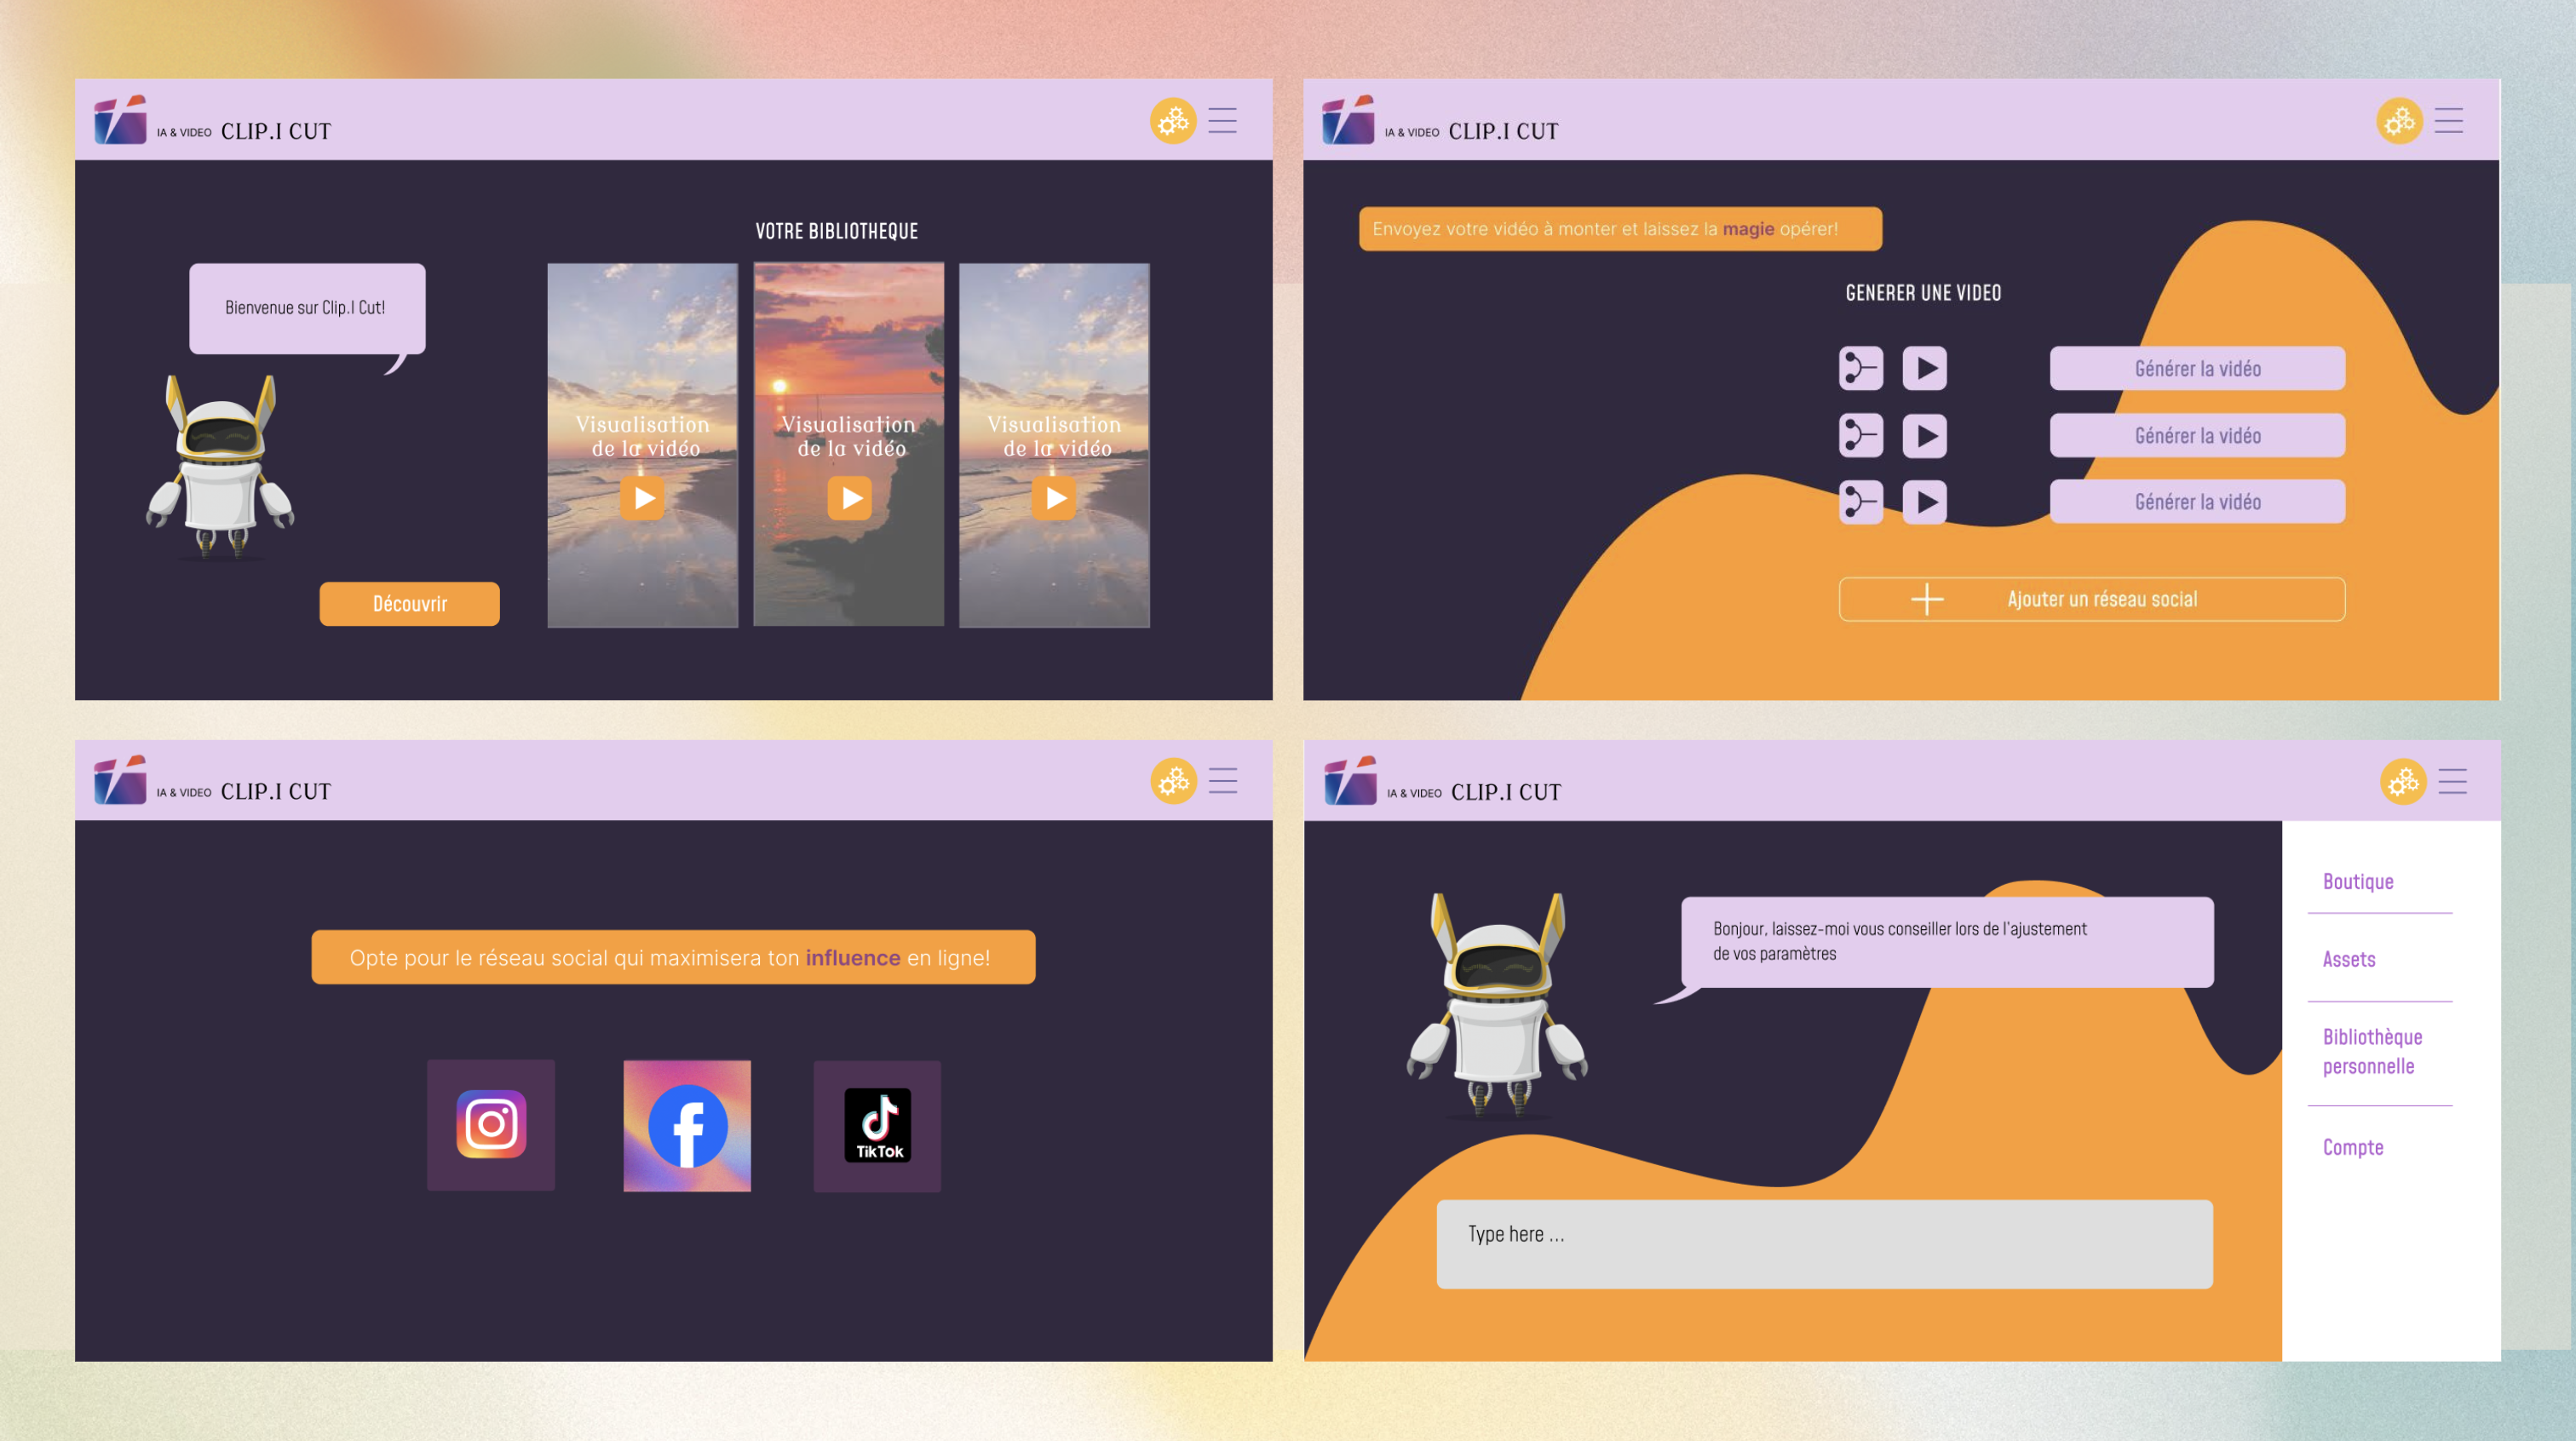 IA & VIDEO CLIP.I CUT
VOTRE BIBLIOTHEQUE
Bienvenue sur Clip.I Cut!
Visualisation
de la vidéo
Visualisation
de la vidéo
Visualisation
de la vidéo
Découvrir
IA & VIDEO CLIP.I CUT
Envoyez votre vidéo à monter et laissez la magie opérer!
GENERER UNE VIDEO
Générer la vidéo
Générer la vidéo
Générer la vidéo
Ajouter un réseau social
IA & VIDEO CLIP.I CUT
Opte pour le réseau social qui maximisera ton influence en ligne!
TikTok
IA & VIDEO CLIP.I CUT
Bonjour, laissez-moi vous conseiller lors de l'ajustement
de vos paramètres
Type here ...
Boutique
Assets
Bibliothèque
personnelle
Compte